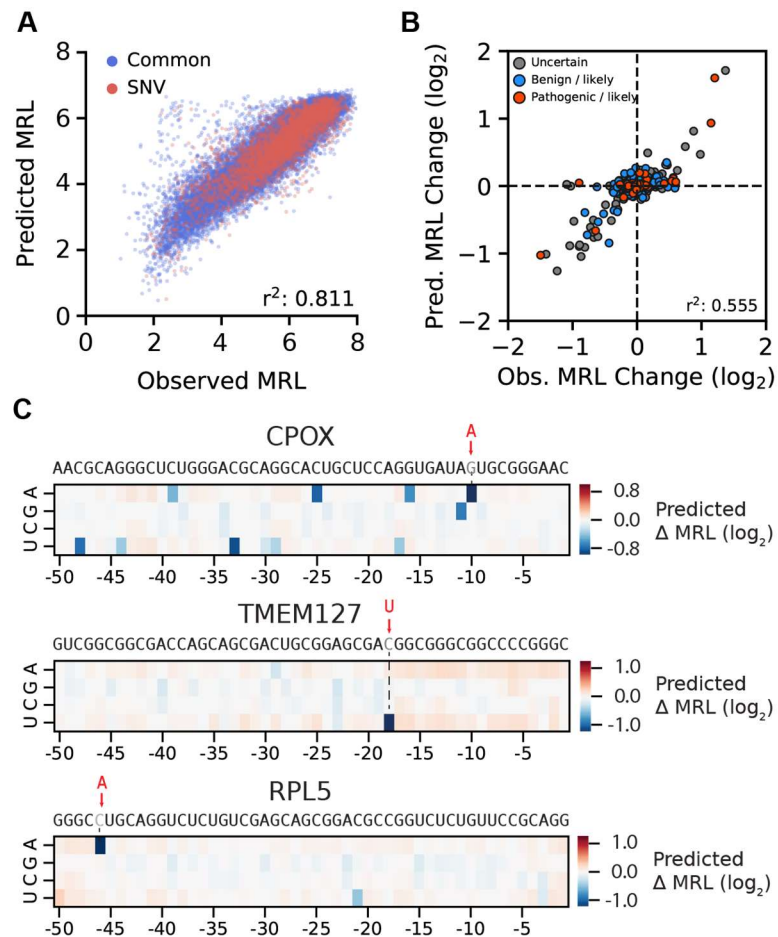 A
Predicted MRL
8
6
4
2
0
Common
SNV
r²: 0.811
0 2 4 6 8
Observed MRL
B
Pred. MRL Change (log₂)
2
1
0
−1
−2
Uncertain
Benign / likely
Pathogenic / likely
r²: 0.555
−2 −1 0 1 2
Obs. MRL Change (log₂)
C
CPOX
A
AACGCAGGGCUCUGGGACGCAGGCACUGCUCCAGGUGAUAGUGCGGGAAC
U C G A
0.8
0.0
-0.8
Predicted
Δ MRL (log₂)
-50 -45 -40 -35 -30 -25 -20 -15 -10 -5
TMEM127
U
GUCGGCGGCGACCAGCAGCGACUGCGGAGCGACGGCGGGCGGCCCCGGGC
U C G A
1.0
0.0
-1.0
Predicted
Δ MRL (log₂)
-50 -45 -40 -35 -30 -25 -20 -15 -10 -5
RPL5
A
GGGCCUGCAGGUCUCUGUCGAGCAGCGGACGCCGGUCUCUGUUCCGCAGG
U C G A
1.0
0.0
-1.0
Predicted
Δ MRL (log₂)
-50 -45 -40 -35 -30 -25 -20 -15 -10 -5